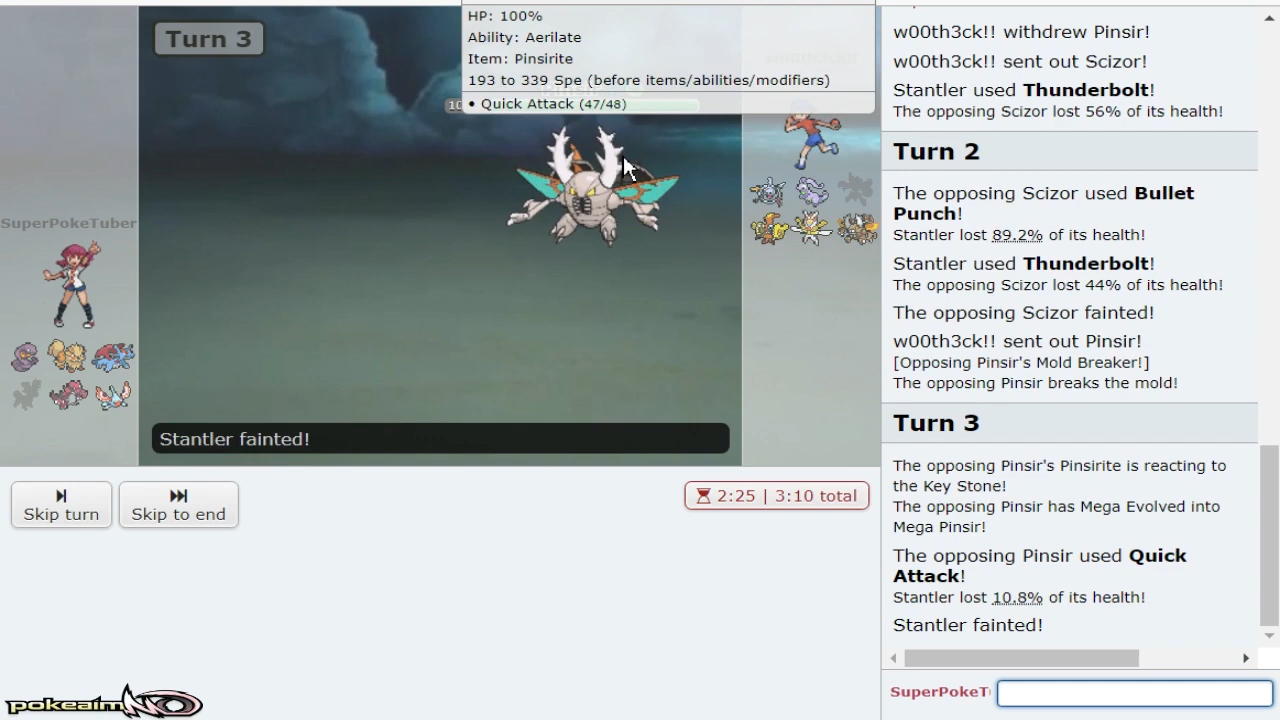 HP: 100%
Ability: Aerilate
Item: Pinsirite
193 to 339 Spe (before items/abilities/modifiers)
• Quick Attack (47/48)
Turn 3
10
SuperPokeTuber
Stantler fainted!
Skip turn
Skip to end
2:25 | 3:10 total
w00th3ck!! withdrew Pinsir!
w00th3ck!! sent out Scizor!
Stantler used Thunderbolt!
The opposing Scizor lost 56% of its health!
Turn 2
The opposing Scizor used Bullet
Punch!
Stantler lost 89.2% of its health!
Stantler used Thunderbolt!
The opposing Scizor lost 44% of its health!
The opposing Scizor fainted!
w00th3ck!! sent out Pinsir!
[Opposing Pinsir's Mold Breaker!]
The opposing Pinsir breaks the mold!
Turn 3
The opposing Pinsir's Pinsirite is reacting to
the Key Stone!
The opposing Pinsir has Mega Evolved into
Mega Pinsir!
The opposing Pinsir used Quick
Attack!
Stantler lost 10.8% of its health!
Stantler fainted!
SuperPokeT
pokeaimMD